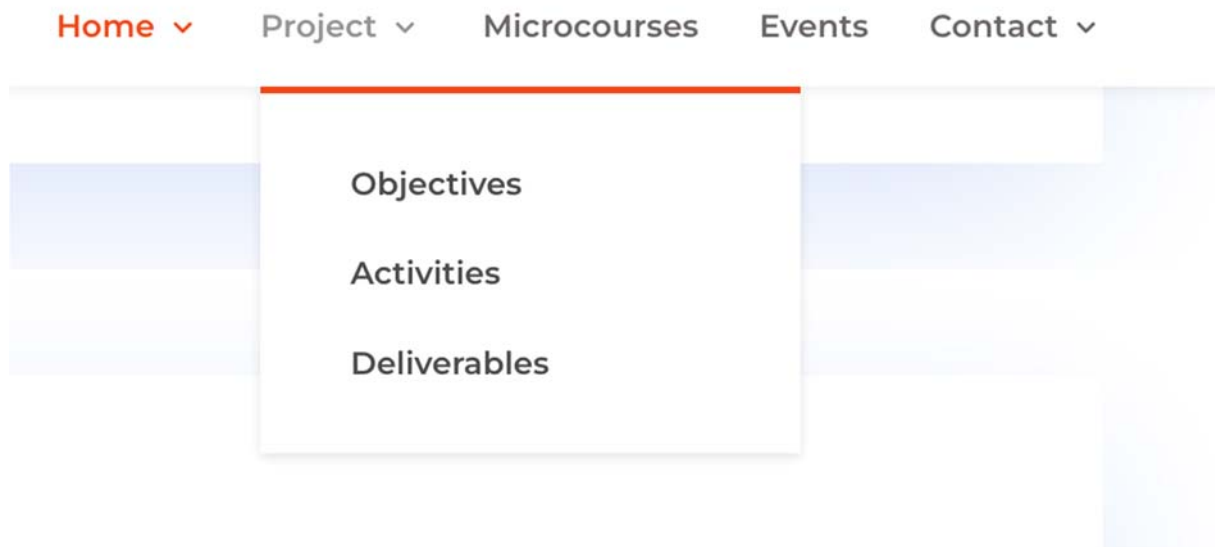 Home Project Microcourses Events Contact
Objectives
Activities
Deliverables